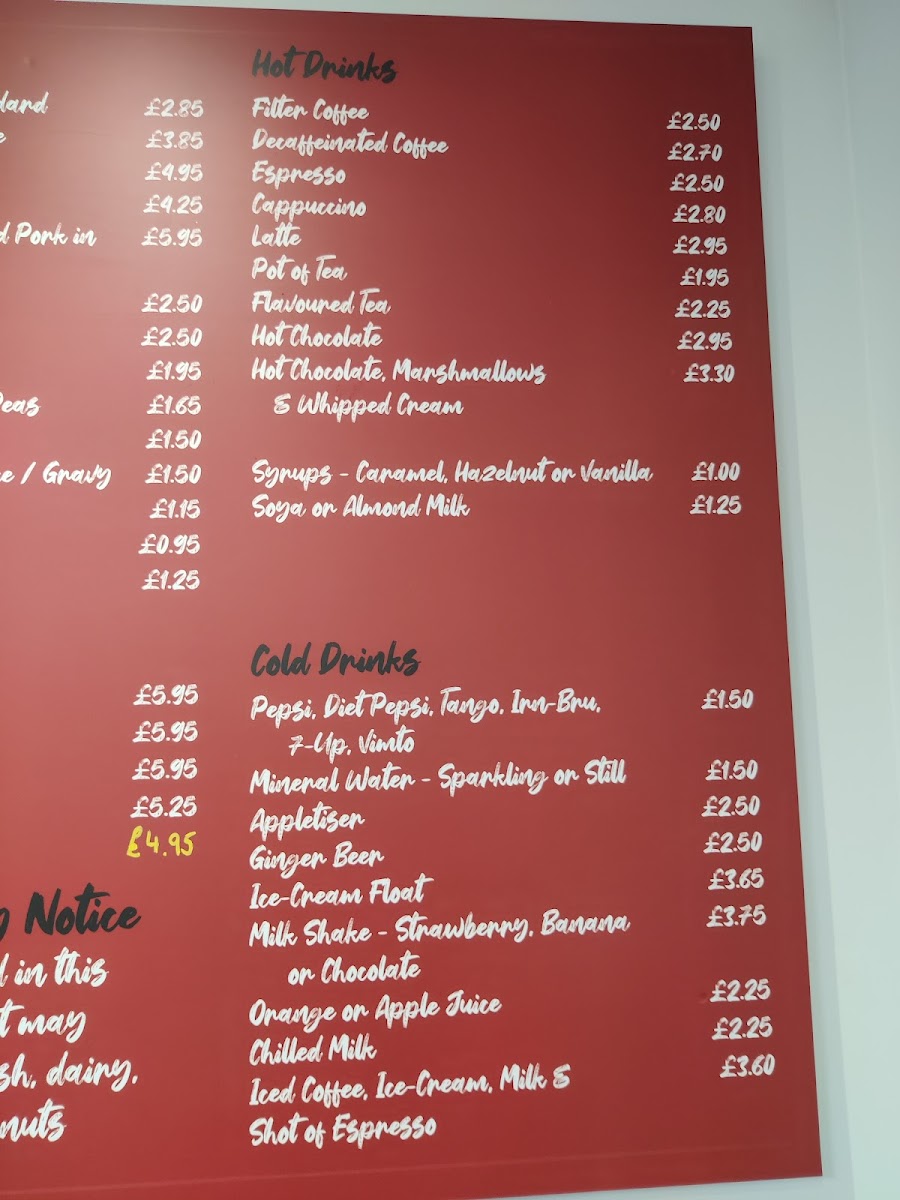 dard £2.85
e £3.85
£4.95
£4.25
d Pork in £5.95
£2.50
£2.50
£1.95
Peas £1.65
£1.50
ce / Gravy £1.50
£1.15
£0.95
£1.25
£5.95
£5.95
£5.95
£5.25
£4.95
Notice
d in this
t may
sh, dairy,
nuts
Hot Drinks
Filter Coffee £2.50
Decaffeinated Coffee £2.70
Espresso £2.50
Cappuccino £2.80
Latte £2.95
Pot of Tea £1.95
Flavoured Tea £2.25
Hot Chocolate £2.95
Hot Chocolate, Marshmallows £3.30
& Whipped Cream
Syrups - Caramel, Hazelnut or Vanilla £1.00
Soya or Almond Milk £1.25
Cold Drinks
Pepsi, Diet Pepsi, Tango, Irn-Bru, £1.50
7-Up, Vimto
Mineral Water - Sparkling or Still £1.50
Appletiser £2.50
Ginger Beer £2.50
Ice-Cream Float £3.65
Milk Shake - Strawberry, Banana £3.75
or Chocolate
Orange or Apple Juice £2.25
Chilled Milk £2.25
Iced Coffee, Ice-Cream, Milk & £3.60
Shot of Espresso